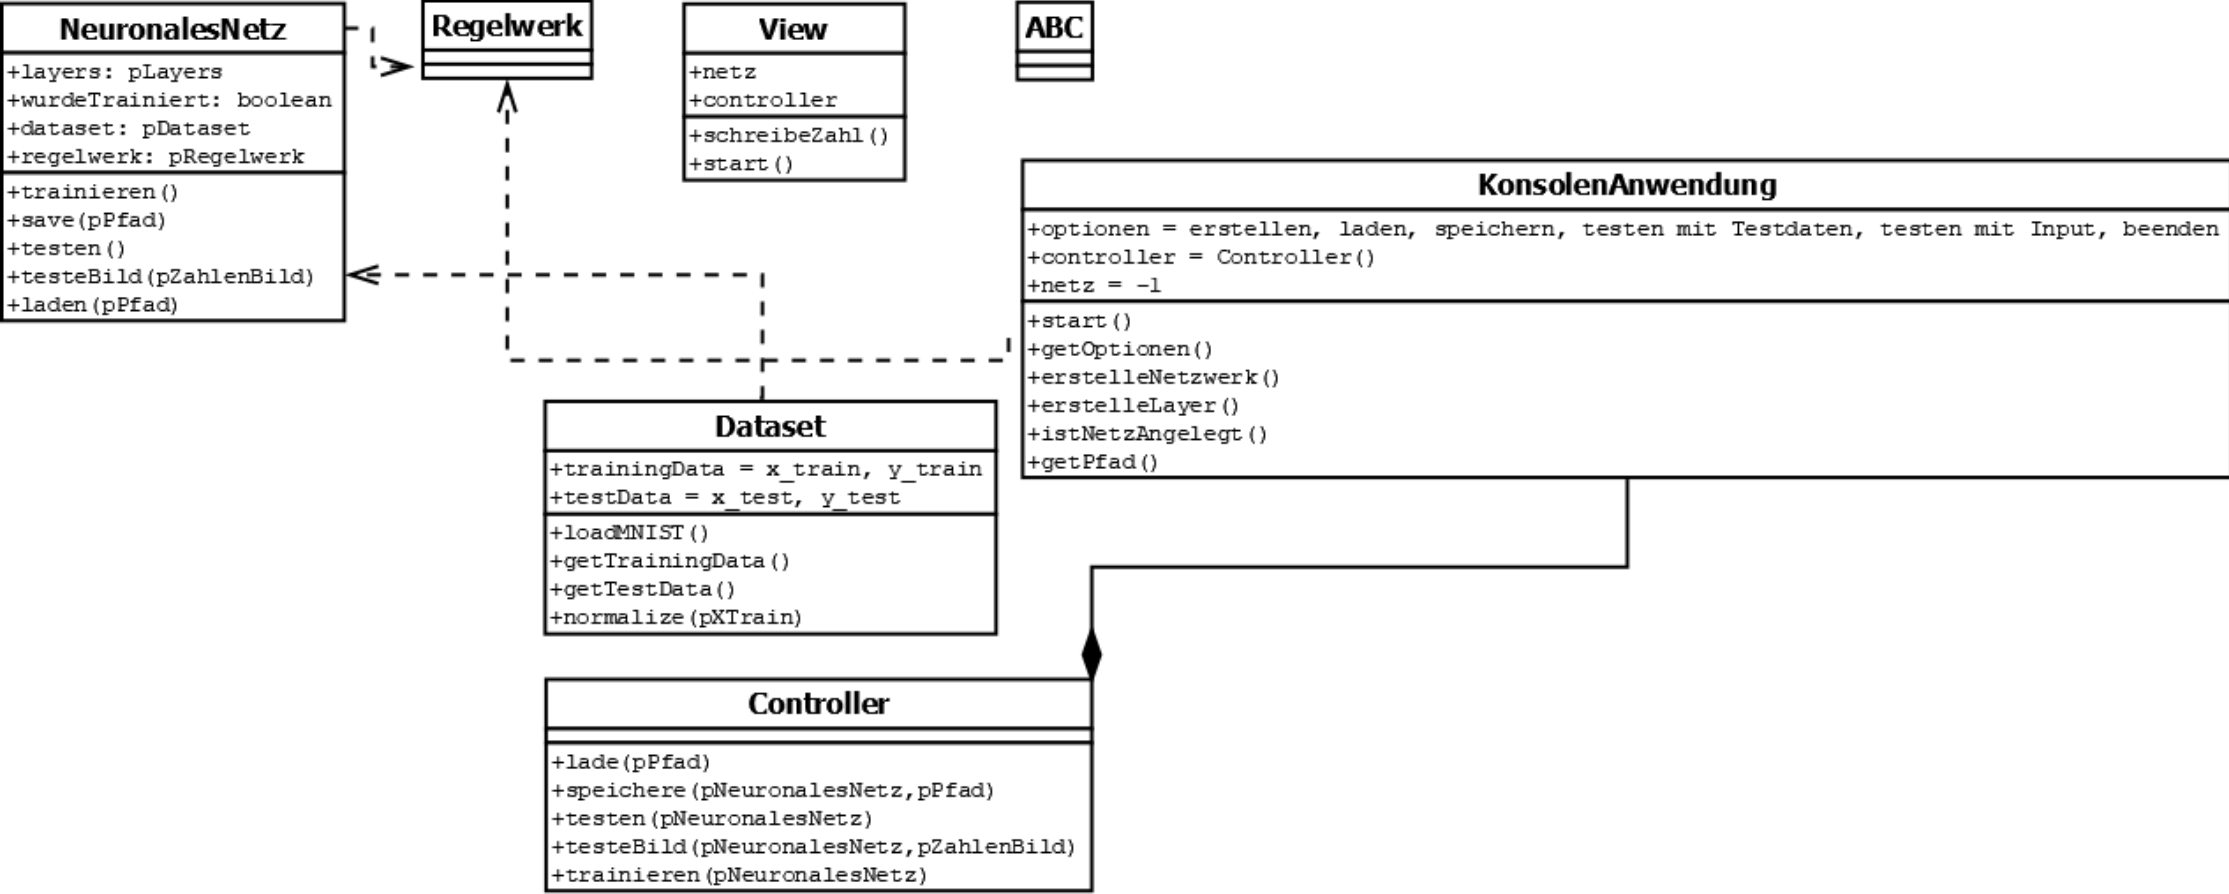 NeuronalesNetz
+layers: pLayers
+wurdeTrainiert: boolean
+dataset: pDataset
+regelwerk: pRegelwerk
+trainieren()
+save(pPfad)
+testen()
+testeBild(pZahlenBild)
+laden(pPfad)
Regelwerk
View
+netz
+controller
+schreibeZahl()
+start()
ABC
KonsolenAnwendung
+optionen = erstellen, laden, speichern, testen mit Testdaten, testen mit Input, beenden
+controller = Controller()
+netz = -1
+start()
+getOptionen()
+erstelleNetzwerk()
+erstelleLayer()
+istNetzAngelegt()
+getPfad()
Dataset
+trainingData = x_train, y_train
+testData = x_test, y_test
+loadMNIST()
+getTrainingData()
+getTestData()
+normalize(pXTrain)
Controller
+lade(pPfad)
+speichere(pNeuronalesNetz,pPfad)
+testen(pNeuronalesNetz)
+testeBild(pNeuronalesNetz,pZahlenBild)
+trainieren(pNeuronalesNetz)